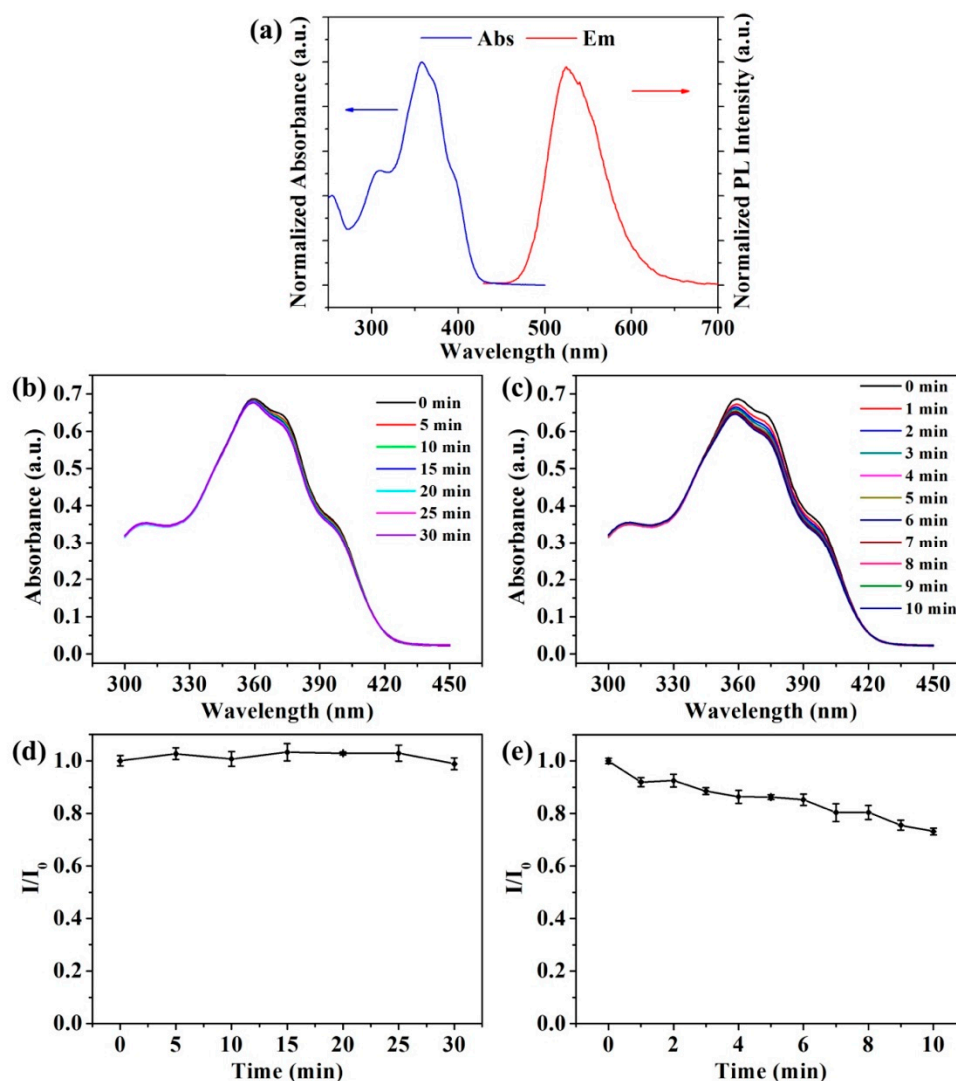 (a)
Abs Em
Normalized Absorbance (a.u.)
Normalized PL Intensity (a.u.)
300 400 500 600 700
Wavelength (nm)
(b)
0.7
0.6
0.5
0.4
0.3
0.2
0.1
0.0
Absorbance (a.u.)
0 min
5 min
10 min
15 min
20 min
25 min
30 min
300 330 360 390 420 450
Wavelength (nm)
(c)
0.7
0.6
0.5
0.4
0.3
0.2
0.1
0.0
Absorbance (a.u.)
0 min
1 min
2 min
3 min
4 min
5 min
6 min
7 min
8 min
9 min
10 min
300 330 360 390 420 450
Wavelength (nm)
(d)
1.0
0.8
0.6
0.4
0.2
0.0
I/I0
0 5 10 15 20 25 30
Time (min)
(e)
1.0
0.8
0.6
0.4
0.2
0.0
I/I0
0 2 4 6 8 10
Time (min)